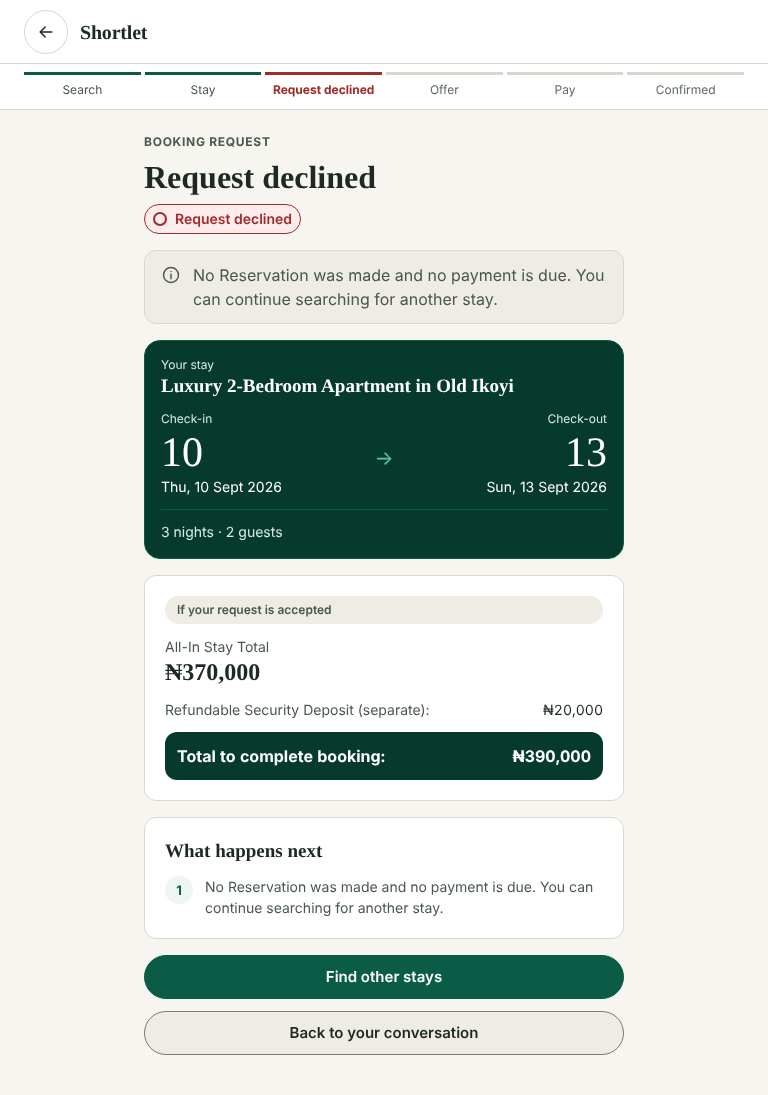 Shortlet
Search
Stay
Request declined
Offer
Pay
Confirmed
BOOKING REQUEST
Request declined
Request declined
No Reservation was made and no payment is due. You
can continue searching for another stay.
Your stay
Luxury 2-Bedroom Apartment in Old Ikoyi
Check-in
Check-out
10
→
13
Thu, 10 Sept 2026
Sun, 13 Sept 2026
3 nights · 2 guests
If your request is accepted
All-In Stay Total
₦370,000
Refundable Security Deposit (separate):
₦20,000
Total to complete booking:
₦390,000
What happens next
1
No Reservation was made and no payment is due. You can
continue searching for another stay.
Find other stays
Back to your conversation